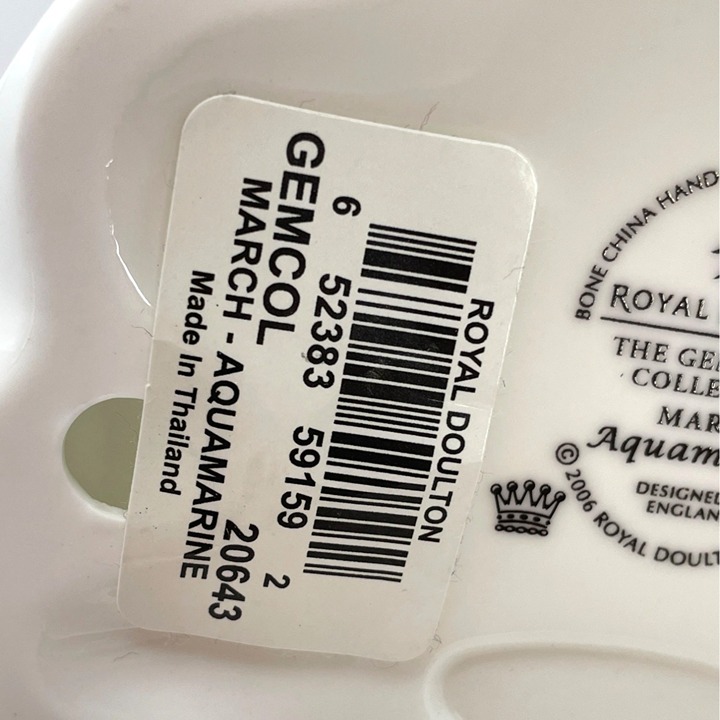 ROYAL DOULTON
6 52383 59159 2
GEMCOL 20643
MARCH - AQUAMARINE
Made In Thailand
BONE CHINA HAND
ROYAL
THE GE
COLLE
MAR
Aquam
DESIGNE
ENGLAN
© 2006 ROYAL DOULT